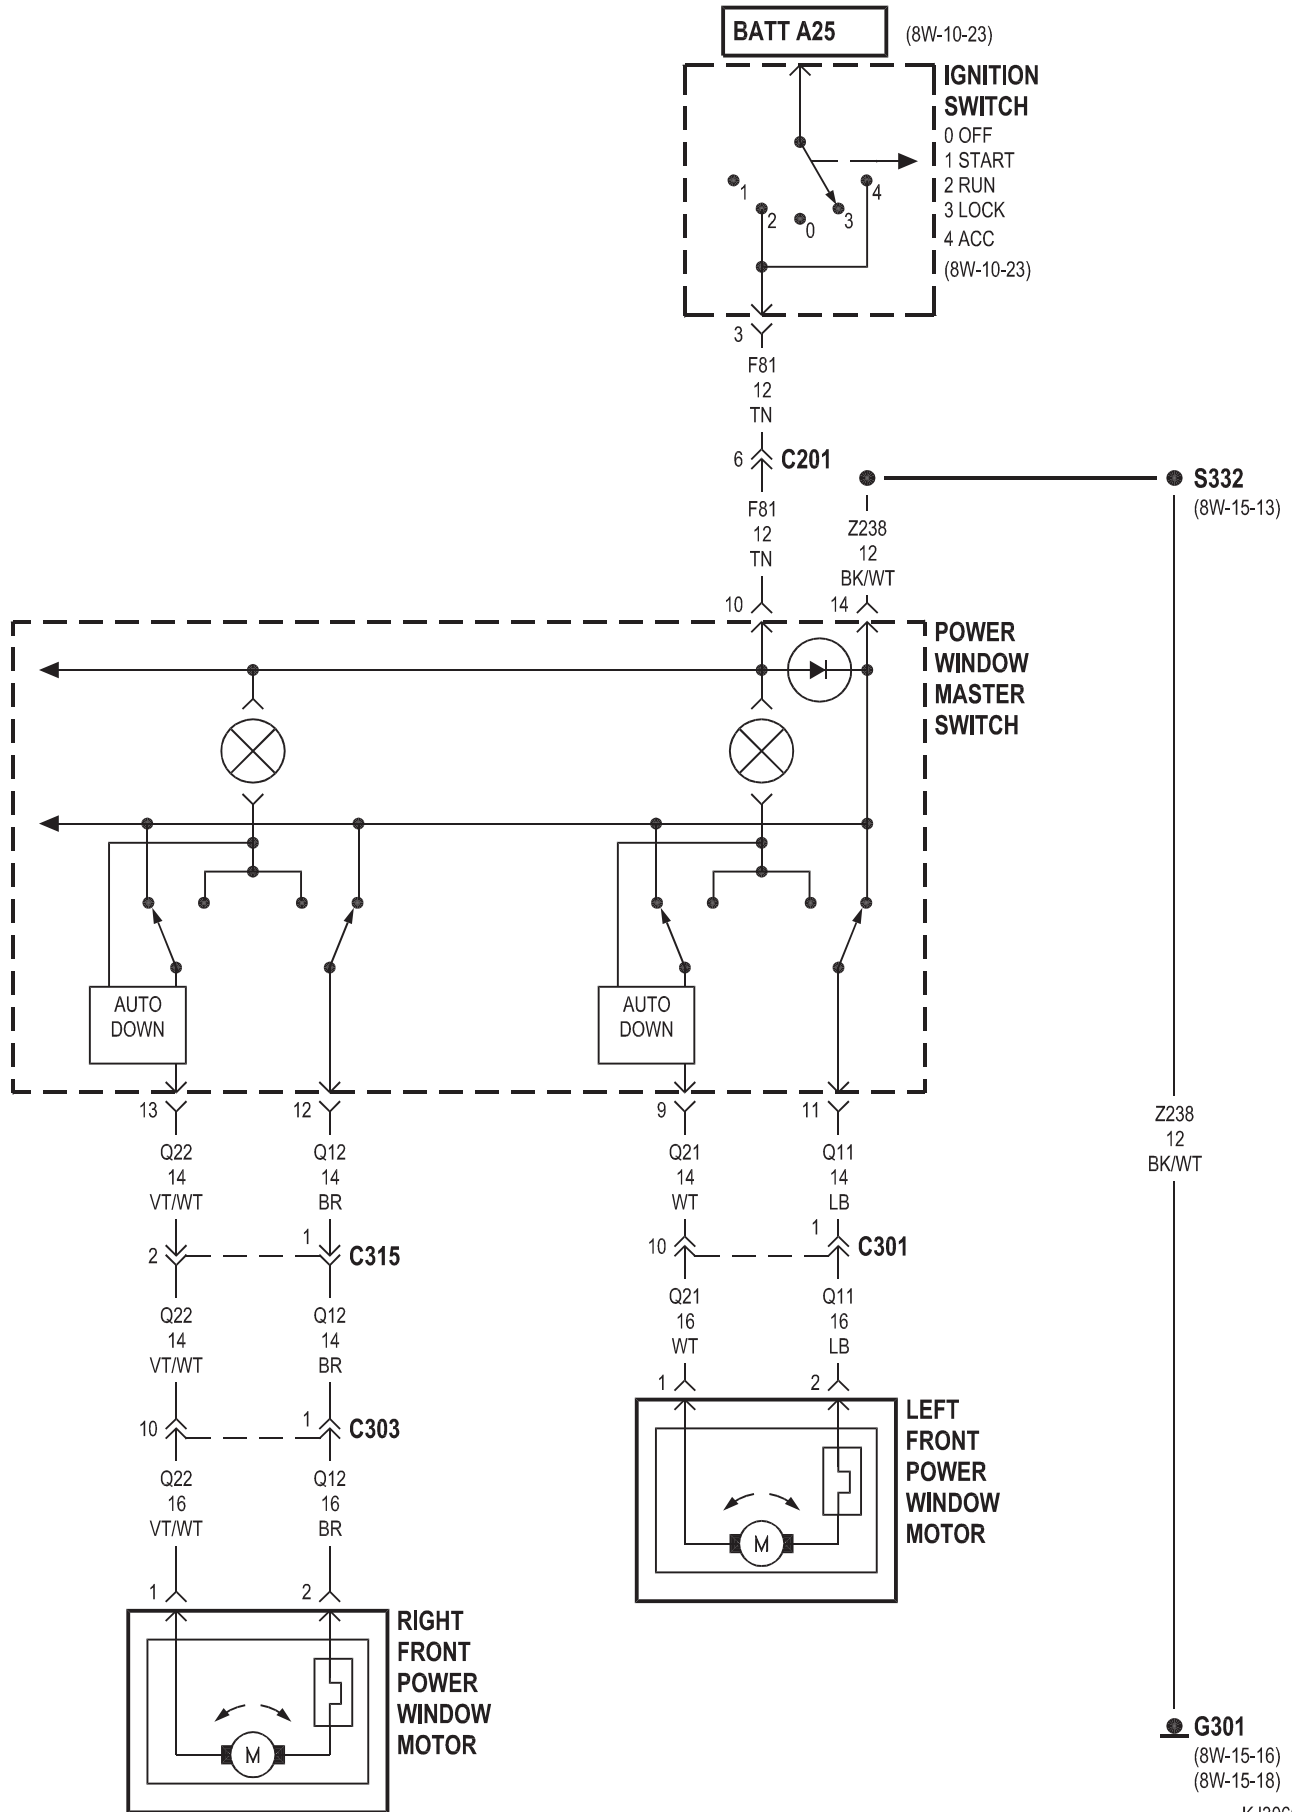 BATT A25
(8W-10-23)
IGNITION
SWITCH
0 OFF
1 START
2 RUN
3 LOCK
4 ACC
(8W-10-23)
1
2
0
3
4
3
F81
12
TN
6
C201
F81
12
TN
S332
(8W-15-13)
Z238
12
BK/WT
10
14
POWER
WINDOW
MASTER
SWITCH
AUTO
DOWN
AUTO
DOWN
13
12
9
11
Q22
14
VT/WT
Q12
14
BR
Q21
14
WT
Q11
14
LB
Z238
12
BK/WT
2
1
C315
10
1
C301
Q22
14
VT/WT
Q12
14
BR
Q21
16
WT
Q11
16
LB
1
2
10
1
C303
LEFT
FRONT
POWER
WINDOW
MOTOR
M
Q22
16
VT/WT
Q12
16
BR
1
2
RIGHT
FRONT
POWER
WINDOW
MOTOR
M
G301
(8W-15-16)
(8W-15-18)